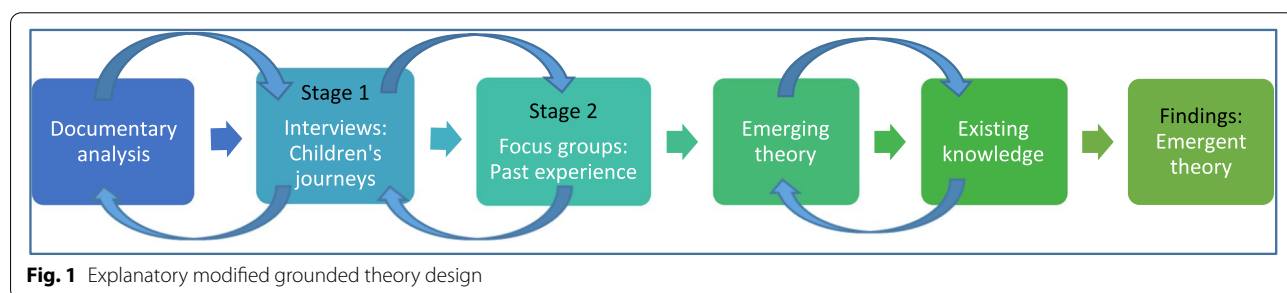 Documentary
analysis
Stage 1
Interviews:
Children's
journeys
Stage 2
Focus groups:
Past experience
Emerging
theory
Existing
knowledge
Findings:
Emergent
theory
Fig. 1 Explanatory modified grounded theory design